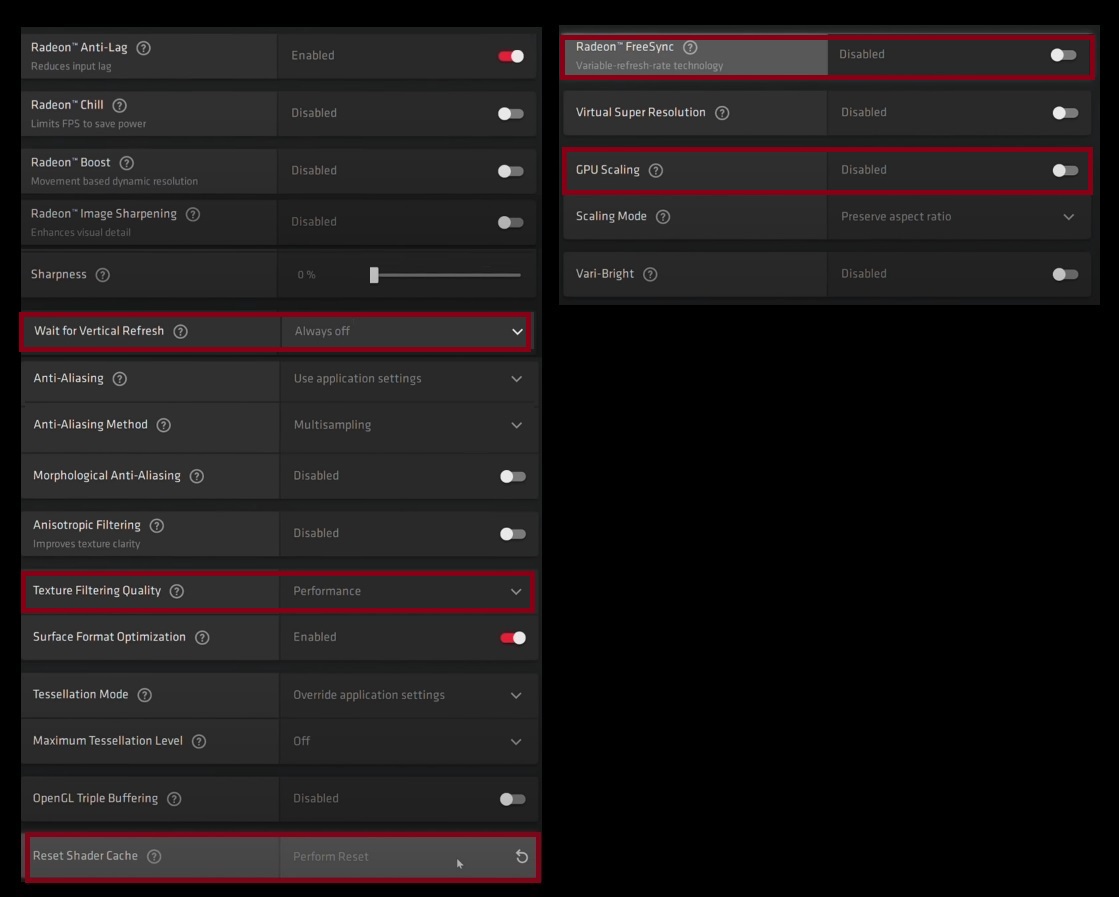 Radeon™ Anti-Lag ? Enabled
Reduces input lag
Radeon™ Chill ? Disabled
Limits FPS to save power
Radeon™ Boost ? Disabled
Movement based dynamic resolution
Radeon™ Image Sharpening ? Disabled
Enhances visual detail
Sharpness ? 0 %
Wait for Vertical Refresh ? Always off
Anti-Aliasing ? Use application settings
Anti-Aliasing Method ? Multisampling
Morphological Anti-Aliasing ? Disabled
Anisotropic Filtering ? Disabled
Improves texture clarity
Texture Filtering Quality ? Performance
Surface Format Optimization ? Enabled
Tessellation Mode ? Override application settings
Maximum Tessellation Level ? Off
OpenGL Triple Buffering ? Disabled
Reset Shader Cache ? Perform Reset
Radeon™ FreeSync ? Disabled
Variable-refresh-rate technology
Virtual Super Resolution ? Disabled
GPU Scaling ? Disabled
Scaling Mode ? Preserve aspect ratio
Vari-Bright ? Disabled